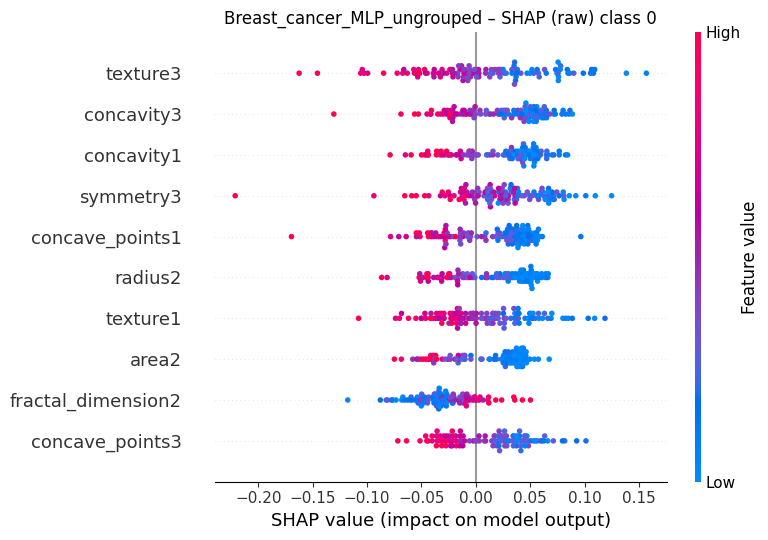 Breast_cancer_MLP_ungrouped – SHAP (raw) class 0
High
texture3
concavity3
concavity1
symmetry3
concave_points1
radius2
texture1
area2
fractal_dimension2
concave_points3
Feature value
Low
−0.20 −0.15 −0.10 −0.05 0.00 0.05 0.10 0.15
SHAP value (impact on model output)